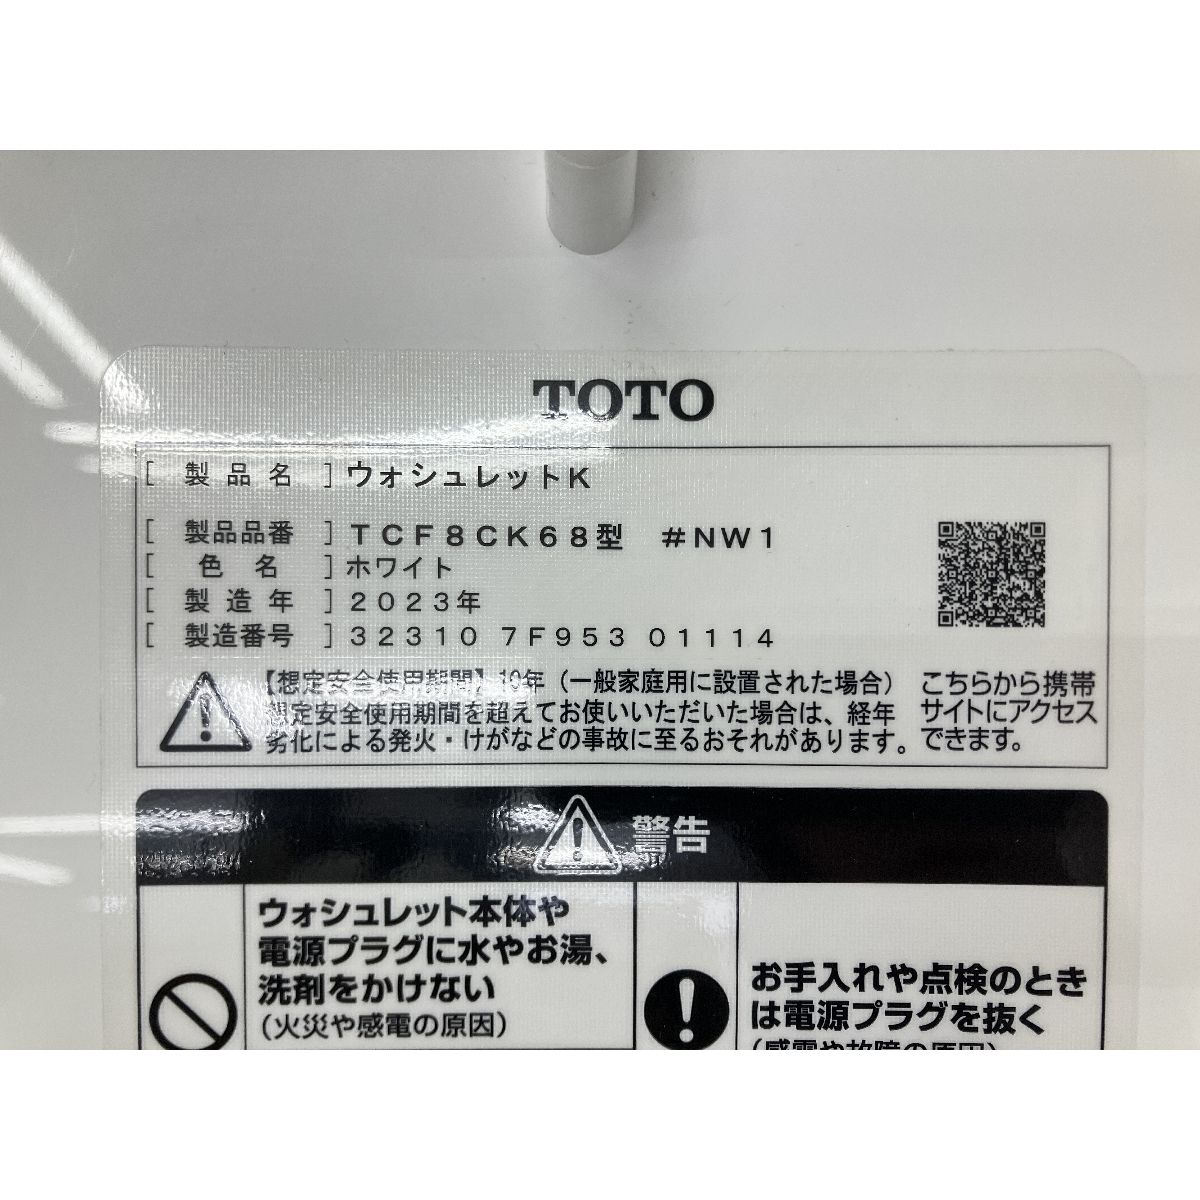 TOTO
[ 製 品 名 ] ウォシュレットK
[ 製品品番 ] TCF8CK68型 #NW1
[ 色 名 ] ホワイト
[ 製 造 年 ] 2023年
[ 製造番号 ] 32310 7F953 01114
【想定安全使用期間】10年（一般家庭用に設置された場合）
想定安全使用期間を超えてお使いいただいた場合は、経年
劣化による発火・けがなどの事故に至るおそれがあります。
こちらから携帯
サイトにアクセス
できます。
警告
ウォシュレット本体や
電源プラグに水やお湯、
洗剤をかけない
（火災や感電の原因）
お手入れや点検のとき
は電源プラグを抜く
（感電や故障の原因）